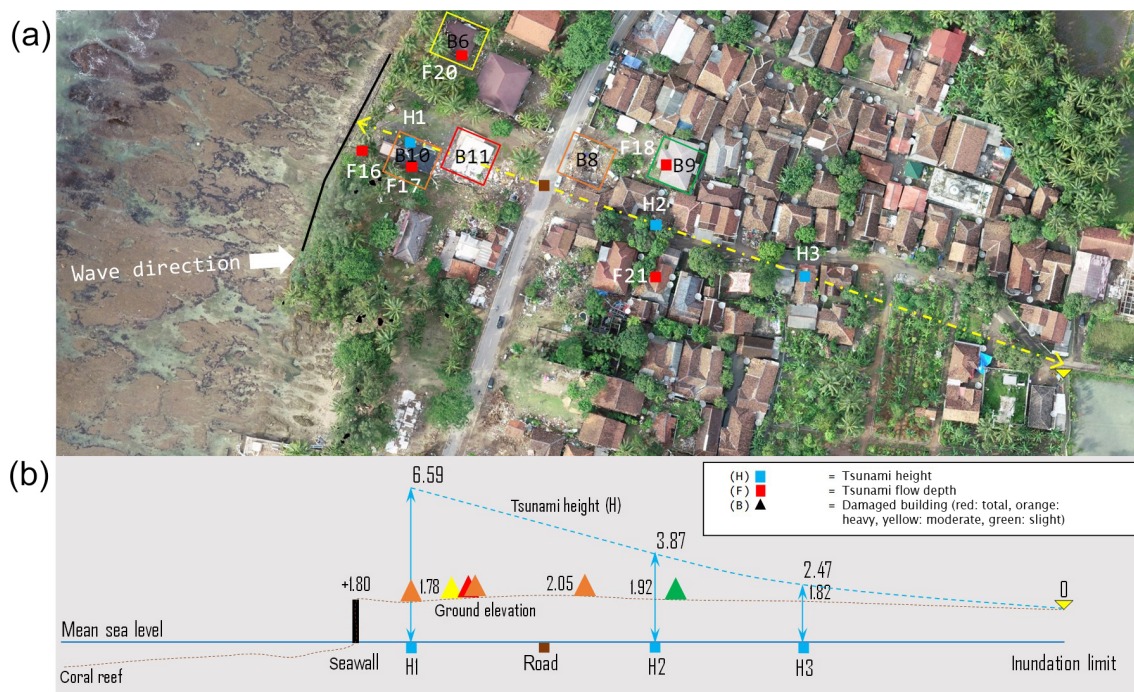 (a)
B6
F20
H1
B10
B11
B8
F18
B9
F16
F17
H2
Wave direction
F21
H3
(b)
(H) = Tsunami height
(F) = Tsunami flow depth
(B) = Damaged building (red: total, orange:
heavy, yellow: moderate, green: slight)
6.59
Tsunami height (H)
3.87
2.47
+1.80
1.78
2.05
1.92
1.82
0
Ground elevation
Mean sea level
Coral reef
Seawall
H1
Road
H2
H3
Inundation limit